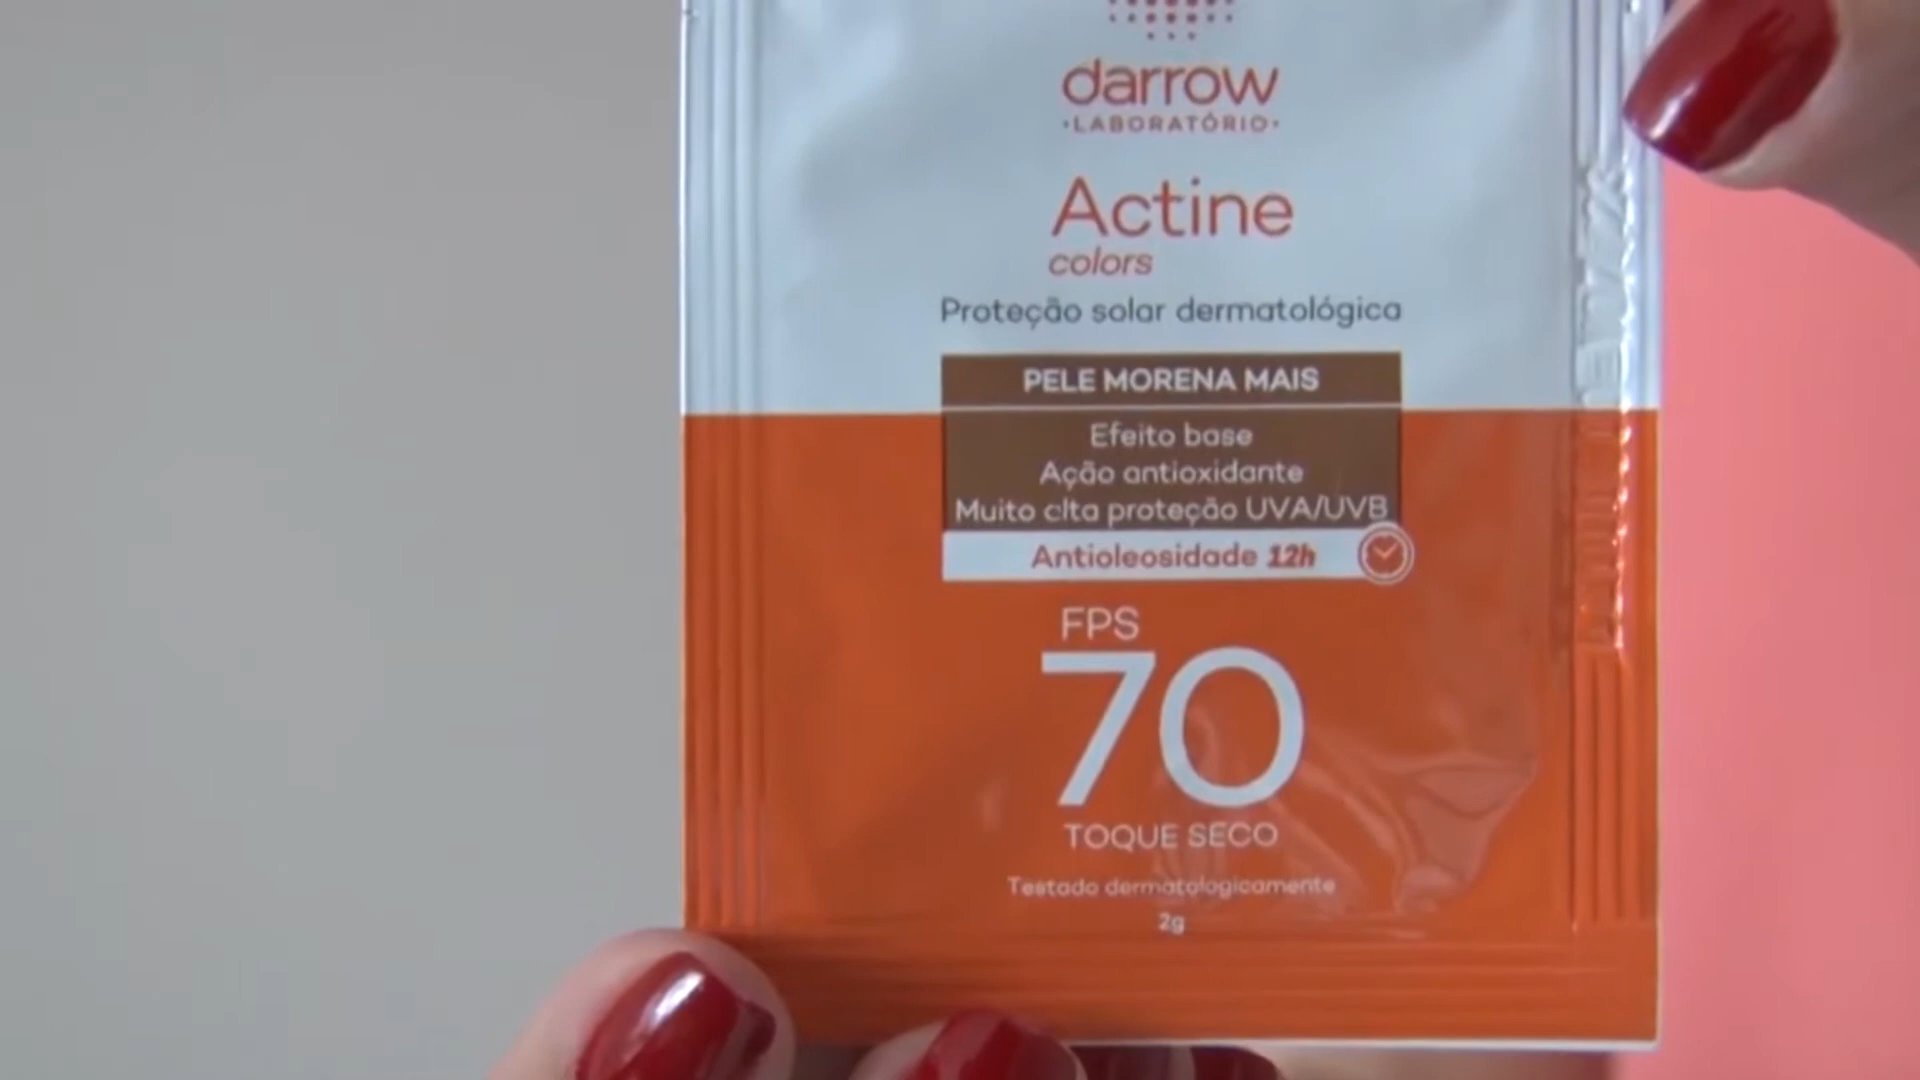 darrow
•LABORATÓRIO•
Actine
colors
Proteção solar dermatológica
PELE MORENA MAIS
Efeito base
Ação antioxidante
Muito alta proteção UVA/UVB
Antioleosidade 12h
FPS
70
TOQUE SECO
Testado dermatologicamente
2g